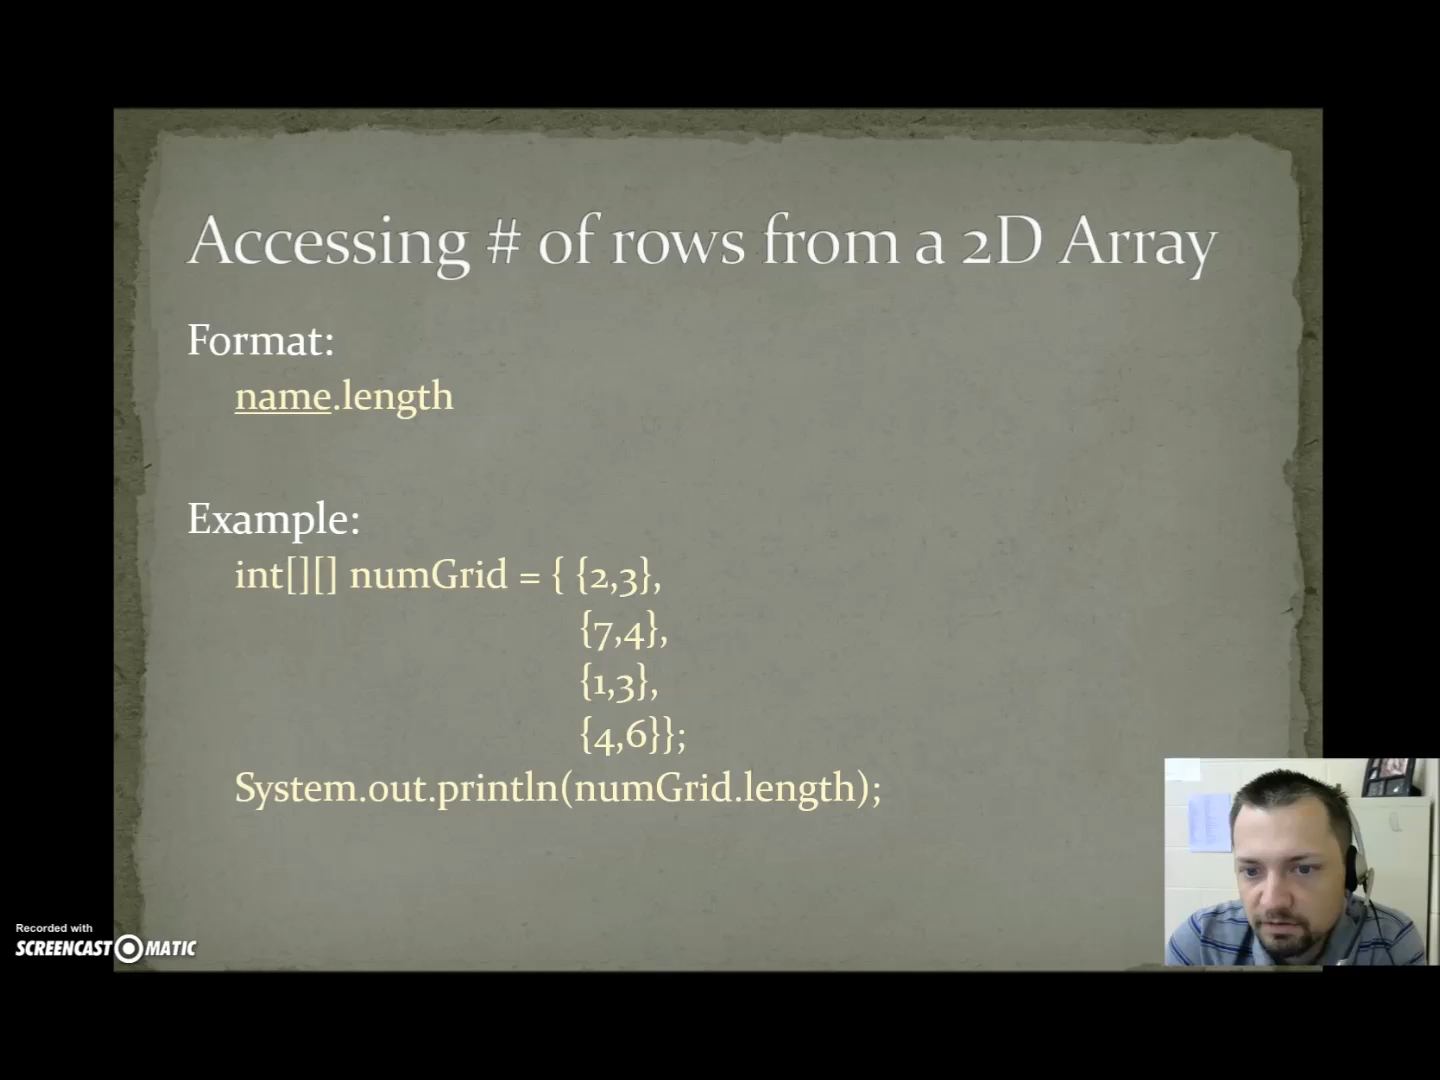 Accessing # of rows from a 2D Array
Format:
name.length
Example:
int[][] numGrid = { {2,3},
{7,4},
{1,3},
{4,6}};
System.out.println(numGrid.length);
Recorded with
SCREENCAST-O-MATIC